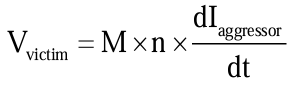 V_victim = M × n × dI_aggressor / dt